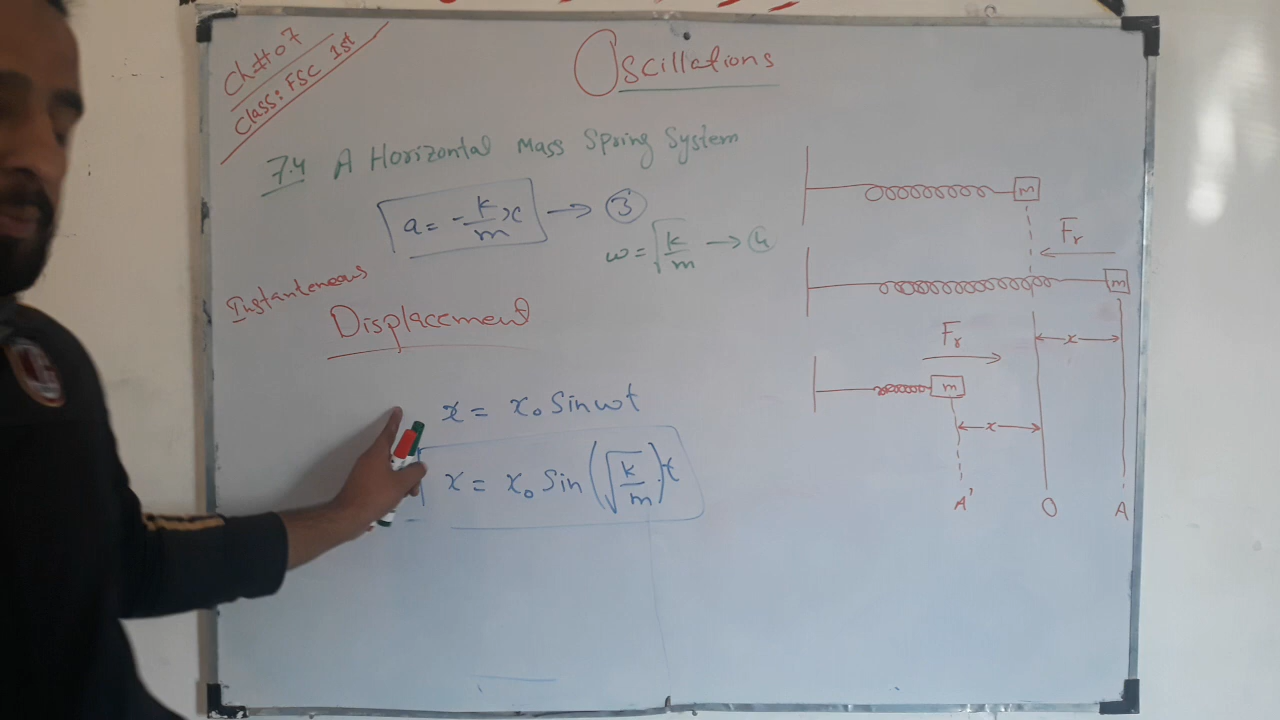 Ch#07
Class: FSC 1st
Oscillations
7.4 A Horizontal Mass Spring System
a = -k/m x → 3
ω = √k/m → 4
Instantaneous
Displacement
x = x₀ Sin ωt
x = x₀ Sin (√k/m) t
m
Fr
m
x
Fr
m
x
A' O A